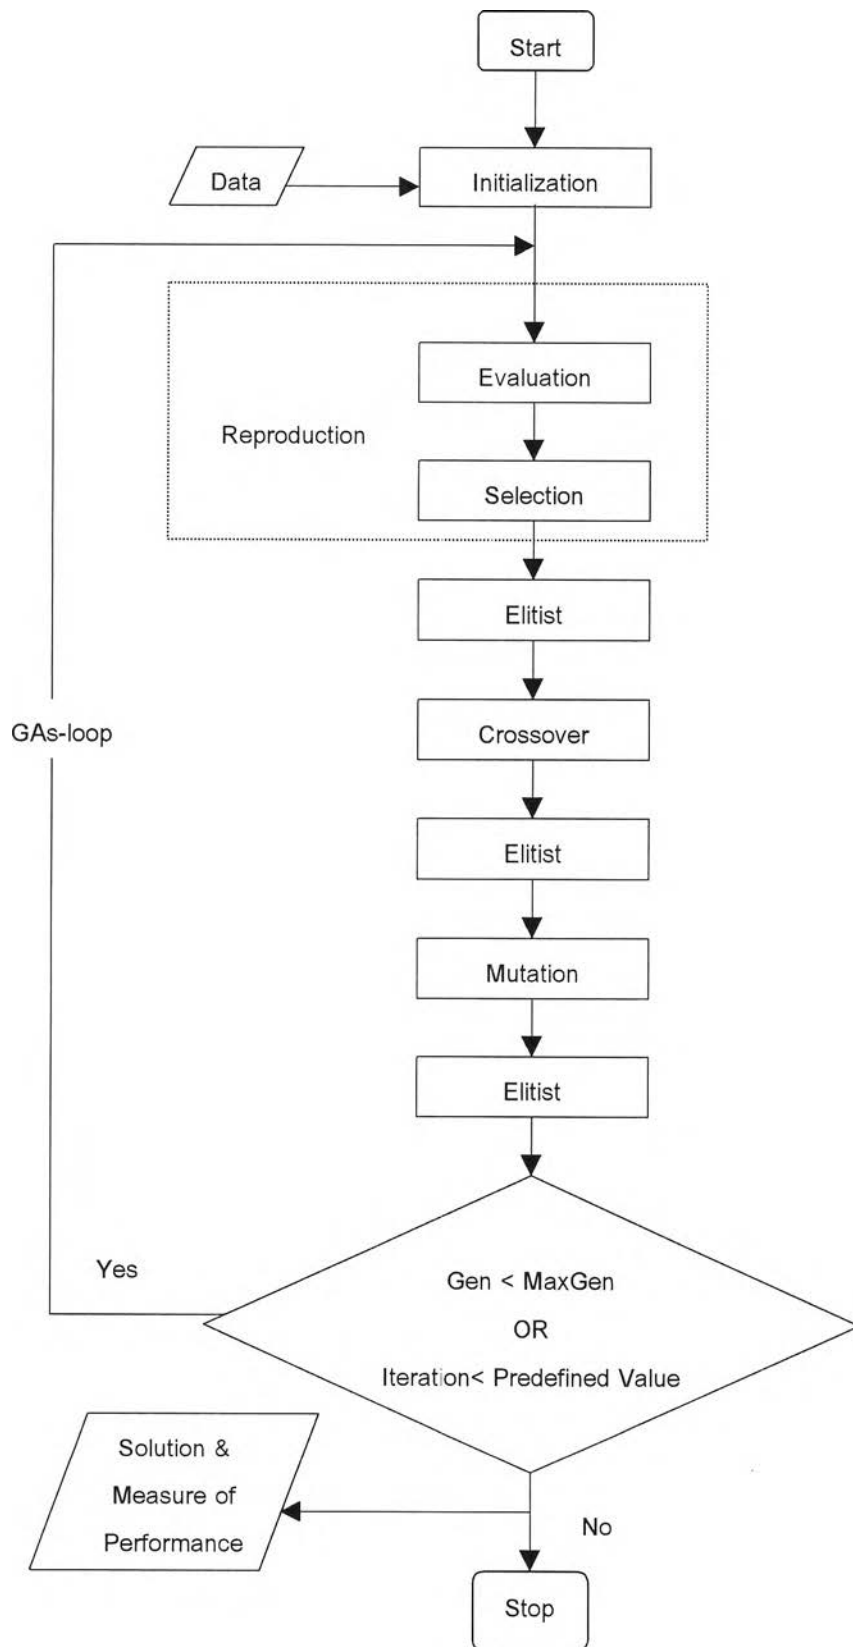 Start
Data
Initialization
Evaluation
Reproduction
Selection
Elitist
GAs-loop
Crossover
Elitist
Mutation
Elitist
Yes
Gen < MaxGen
OR
Iteration< Predefined Value
Solution &
Measure of
Performance
No
Stop